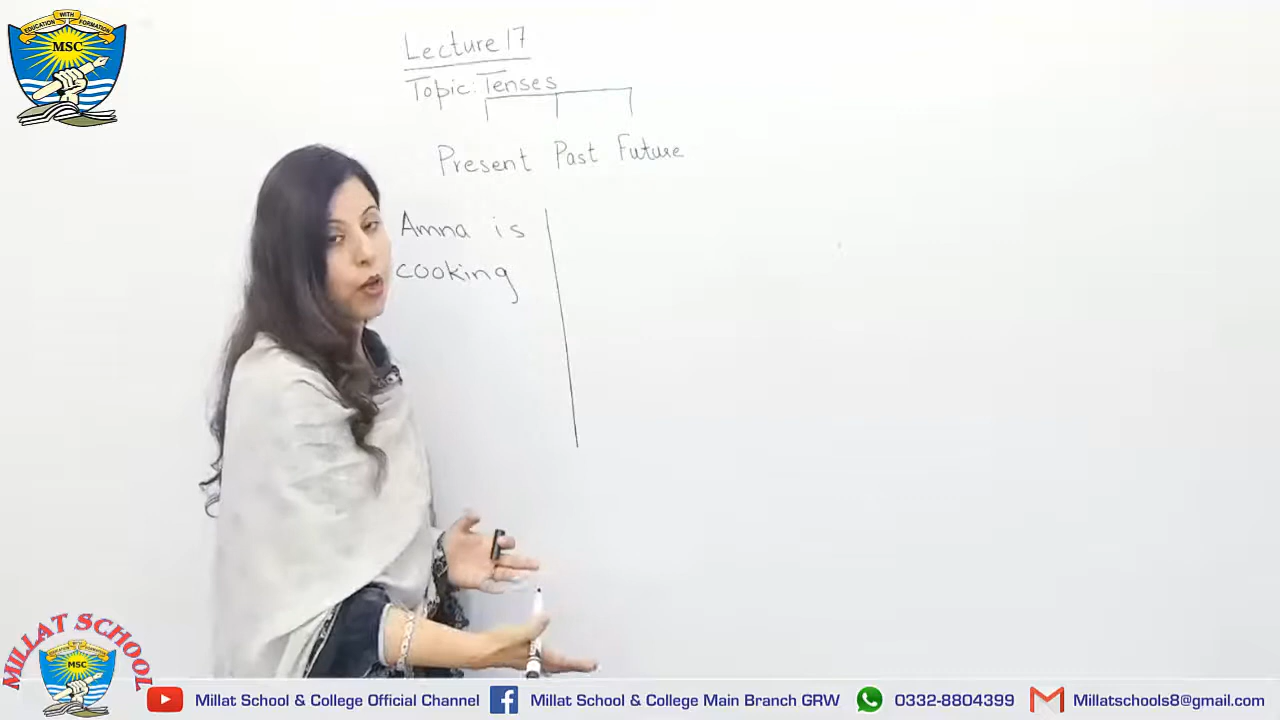 EDUCATION WITH FORMATION
MSC
Lecture 17
Topic: Tenses
Present Past Future
Amna is
cooking
MILLAT SCHOOL
MSC
Millat School & College Official Channel
Millat School & College Main Branch GRW
0332-8804399
Millatschools8@gmail.com